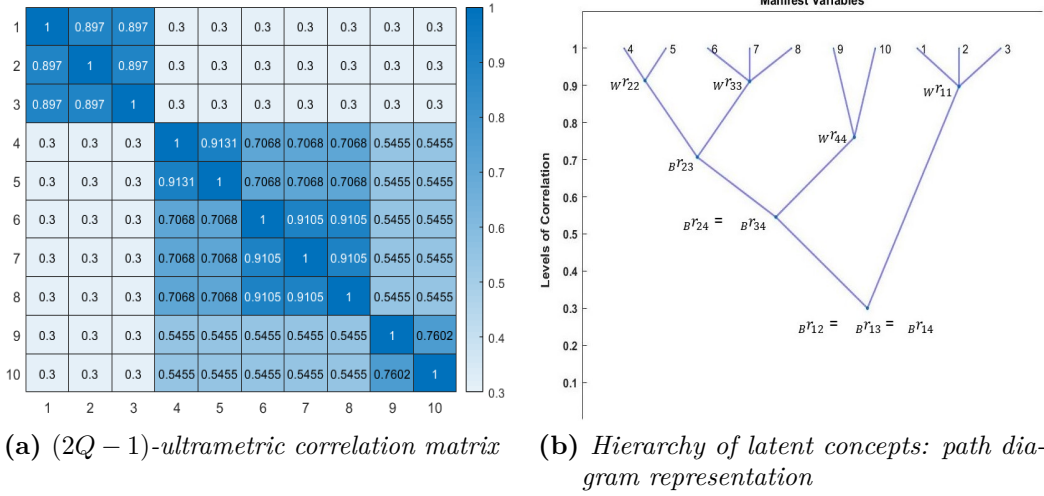 1 1 0.897 0.897 0.3 0.3 0.3 0.3 0.3 0.3 0.3
2 0.897 1 0.897 0.3 0.3 0.3 0.3 0.3 0.3 0.3
3 0.897 0.897 1 0.3 0.3 0.3 0.3 0.3 0.3 0.3
4 0.3 0.3 0.3 1 0.9131 0.7068 0.7068 0.7068 0.5455 0.5455
5 0.3 0.3 0.3 0.9131 1 0.7068 0.7068 0.7068 0.5455 0.5455
6 0.3 0.3 0.3 0.7068 0.7068 1 0.9105 0.9105 0.5455 0.5455
7 0.3 0.3 0.3 0.7068 0.7068 0.9105 1 0.9105 0.5455 0.5455
8 0.3 0.3 0.3 0.7068 0.7068 0.9105 0.9105 1 0.5455 0.5455
9 0.3 0.3 0.3 0.5455 0.5455 0.5455 0.5455 0.5455 1 0.7602
10 0.3 0.3 0.3 0.5455 0.5455 0.5455 0.5455 0.5455 0.7602 1
1 2 3 4 5 6 7 8 9 10
1
0.9
0.8
0.7
0.6
0.5
0.4
0.3
(a) (2Q − 1)-ultrametric correlation matrix
Manifest Variables
4 5 6 7 8 9 10 1 2 3
Levels of Correlation
1
0.9
0.8
0.7
0.6
0.5
0.4
0.3
0.2
0.1
Wr22
Wr33
Wr11
Wr44
Br23
Br24 = Br34
Br12 = Br13 = Br14
(b) Hierarchy of latent concepts: path dia-
gram representation